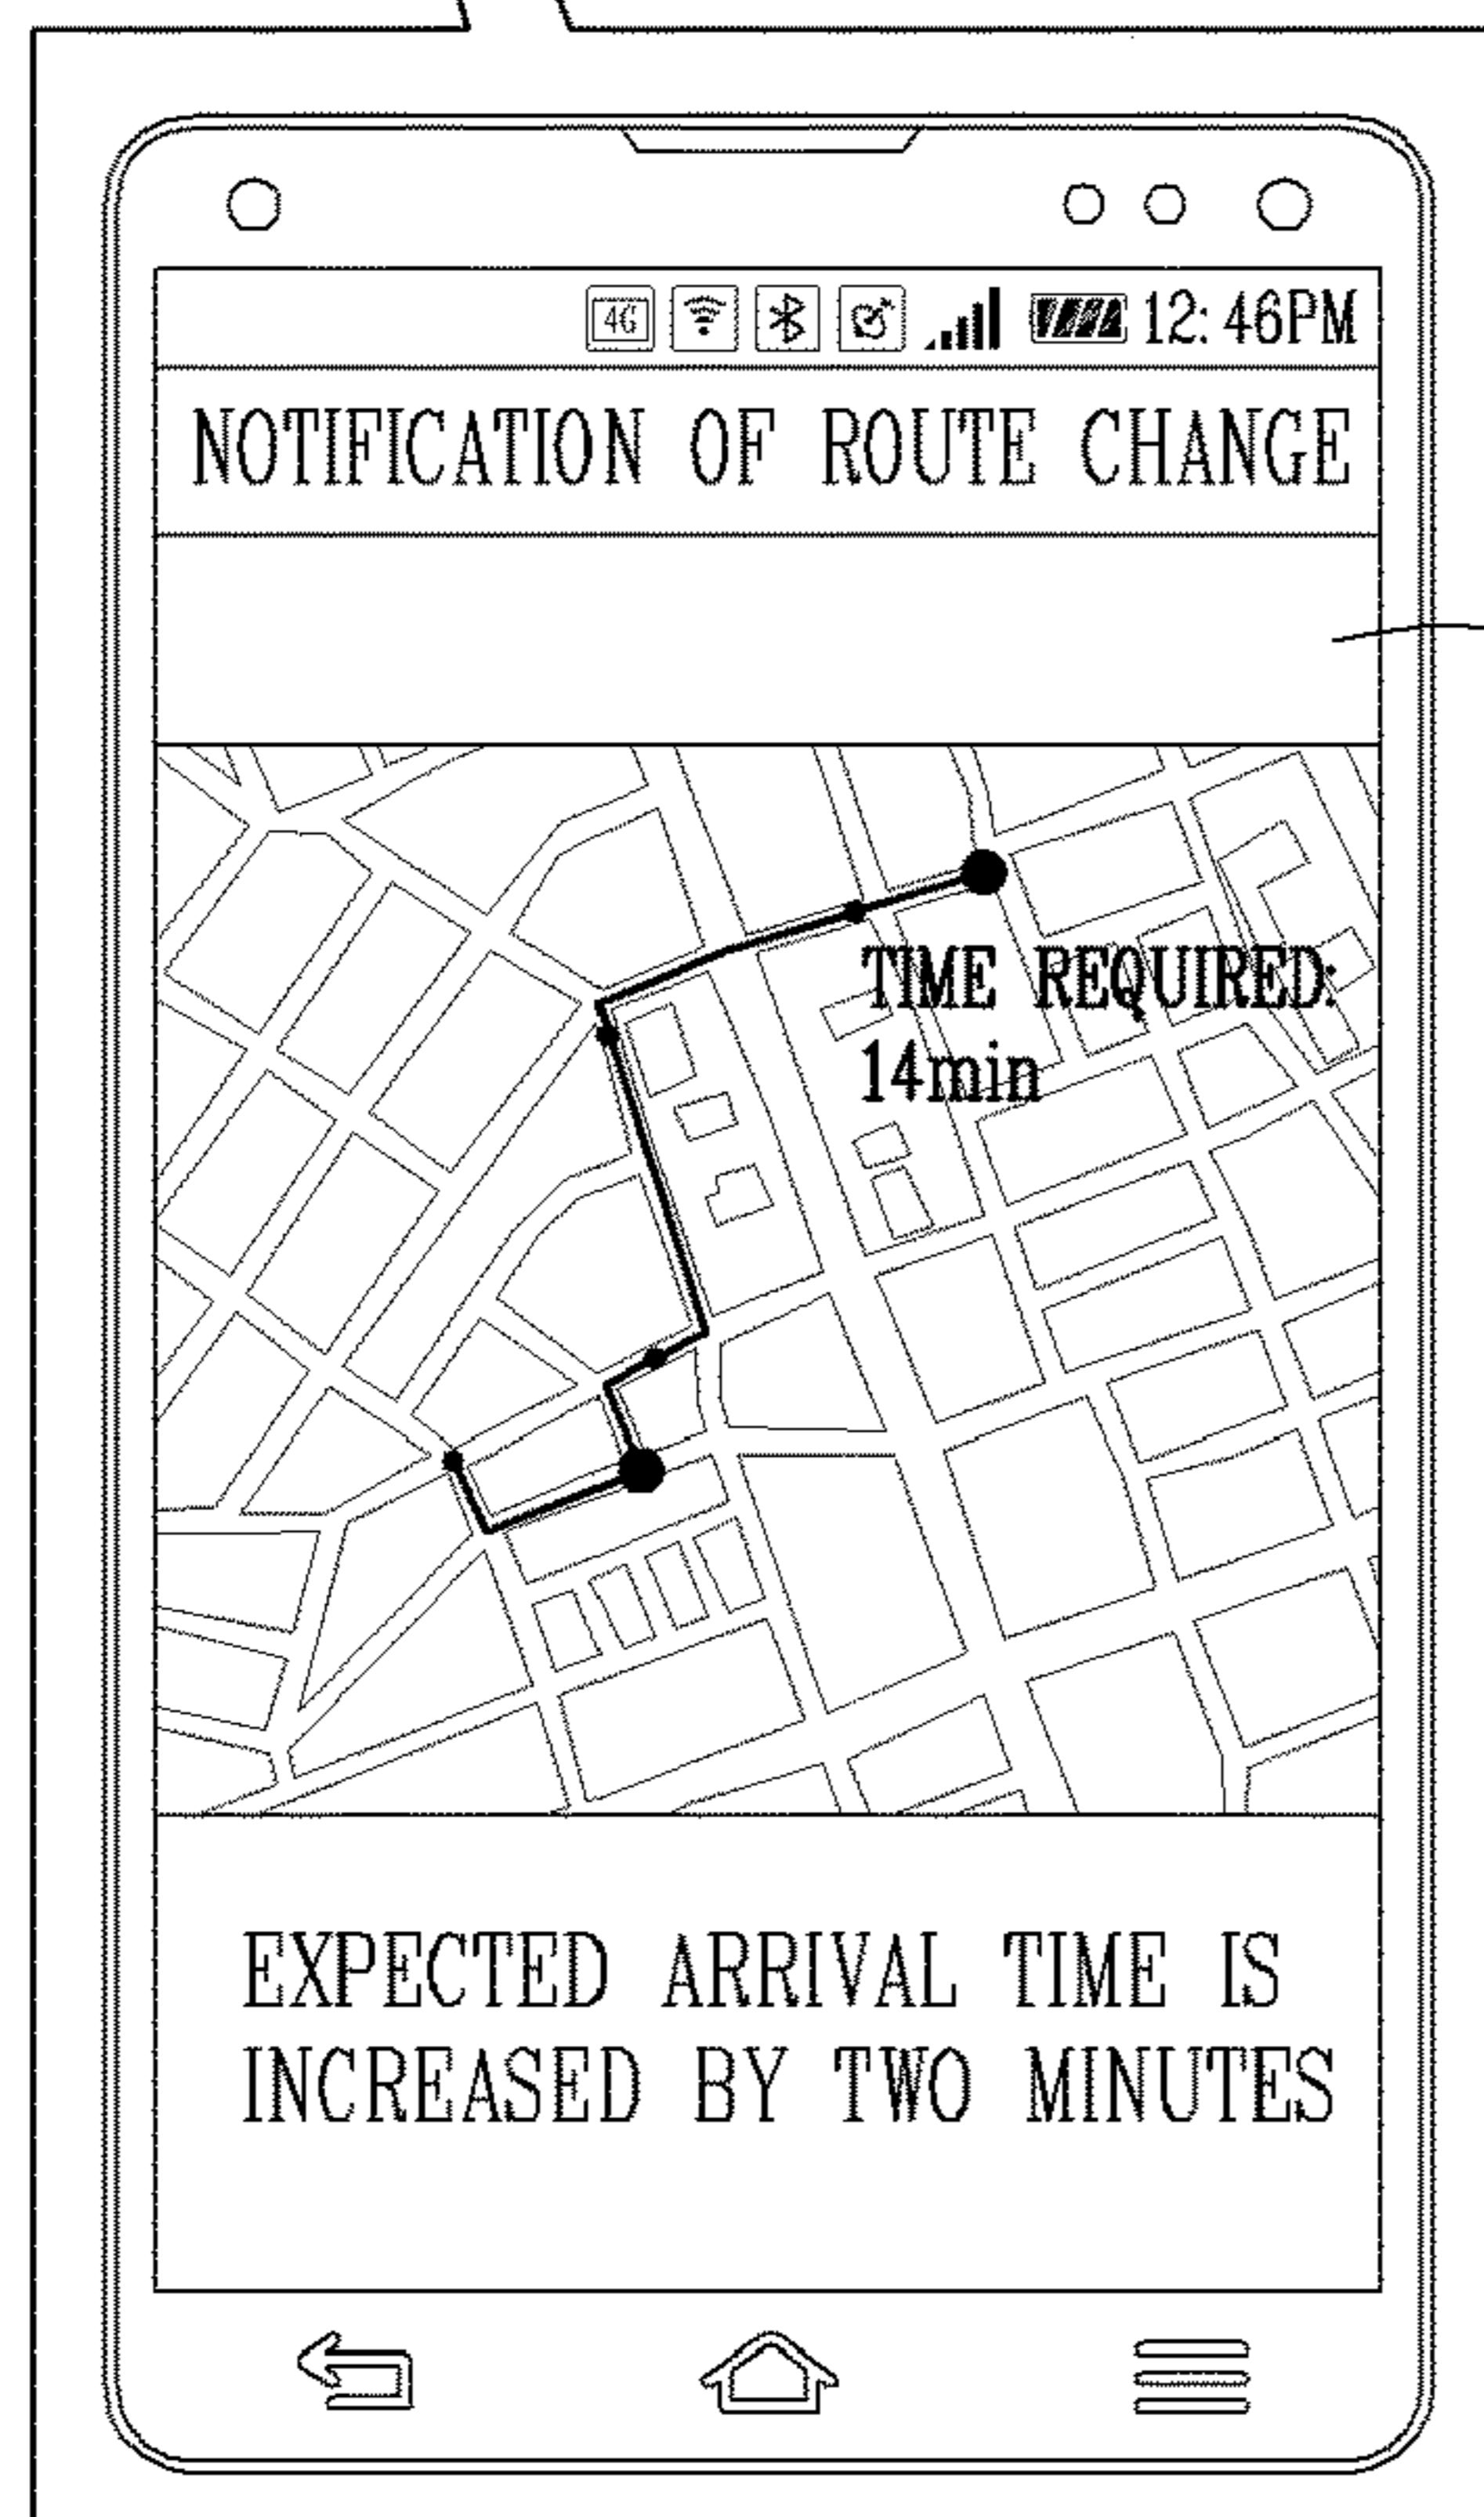 4G 12:46PM
NOTIFICATION OF ROUTE CHANGE
TIME REQUIRED:
14min
EXPECTED ARRIVAL TIME IS
INCREASED BY TWO MINUTES